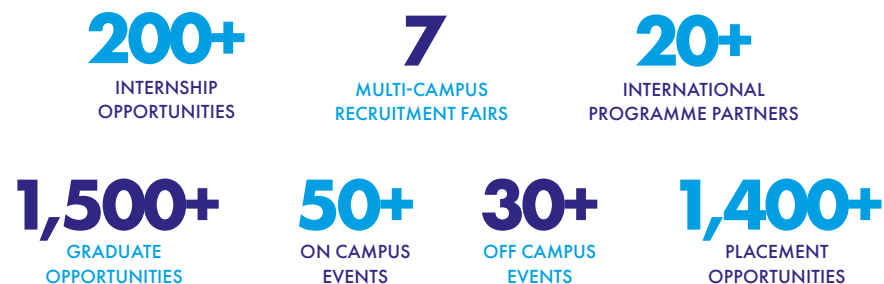 200+
INTERNSHIP
OPPORTUNITIES
7
MULTI-CAMPUS
RECRUITMENT FAIRS
20+
INTERNATIONAL
PROGRAMME PARTNERS
1,500+
GRADUATE
OPPORTUNITIES
50+
ON CAMPUS
EVENTS
30+
OFF CAMPUS
EVENTS
1,400+
PLACEMENT
OPPORTUNITIES